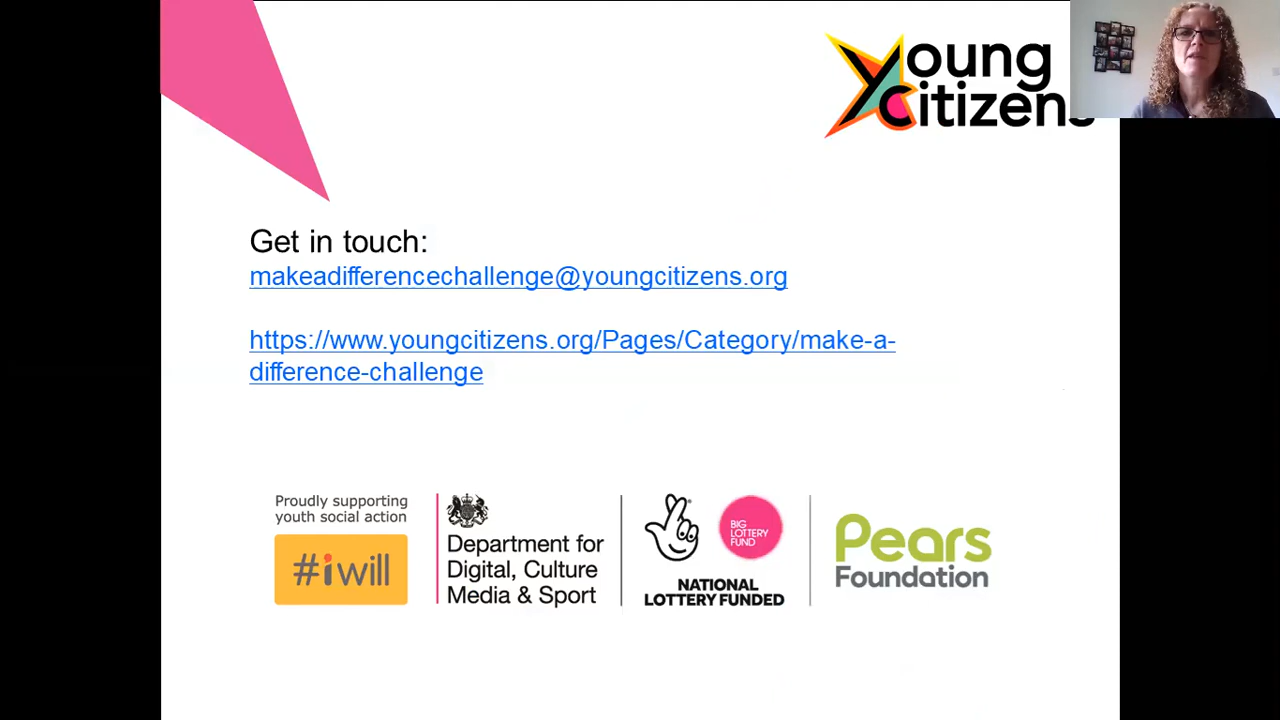 Young
Citizens
Get in touch:
makeadifferencechallenge@youngcitizens.org
https://www.youngcitizens.org/Pages/Category/make-a-
difference-challenge
Proudly supporting
youth social action
#iwill
Department for
Digital, Culture
Media & Sport
BIG
LOTTERY
FUND
NATIONAL
LOTTERY FUNDED
Pears
Foundation